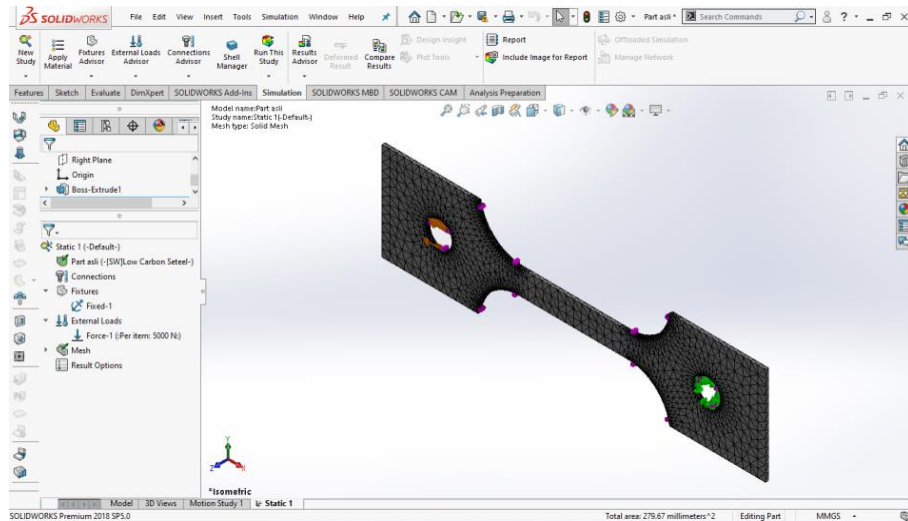 SOLIDWORKS File Edit View Insert Tools Simulation Window Help Part asli * Search Commands
New Study Apply Material Fixtures Advisor External Loads Advisor Connections Advisor Shell Manager Run This Study Results Advisor Deformed Result Compare Results
Design Insight Report Offloaded Simulation
Plot Tools Include Image for Report Manage Network
Features Sketch Evaluate DimXpert SOLIDWORKS Add-Ins Simulation SOLIDWORKS MBD SOLIDWORKS CAM Analysis Preparation
Model name:Part asli
Study name:Static 1(-Default-)
Mesh type: Solid Mesh
Right Plane
Origin
Boss-Extrude1
Static 1 (-Default-)
Part asli (-[SW]Low Carbon Seteel-)
Connections
Fixtures
Fixed-1
External Loads
Force-1 (:Per item: 5000 N:)
Mesh
Result Options
Y
Z X
*Isometric
Model 3D Views Motion Study 1 Static 1
SOLIDWORKS Premium 2018 SP5.0 Total area: 279.67 millimeters^2 Editing Part MMGS